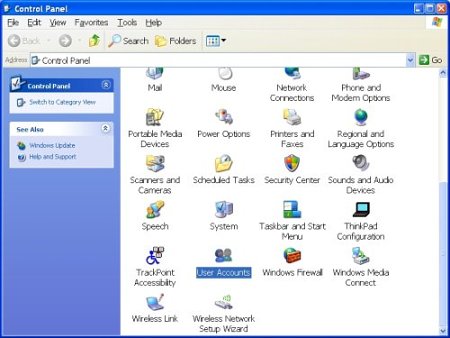 Control Panel
File Edit View Favorites Tools Help
Back Search Folders
Address Control Panel Go
Control Panel
Switch to Category View
See Also
Windows Update
Help and Support
Mail Mouse Network Connections Phone and Modem Options
Portable Media Devices Power Options Printers and Faxes Regional and Language Options
Scanners and Cameras Scheduled Tasks Security Center Sounds and Audio Devices
Speech System Taskbar and Start Menu ThinkPad Configuration
TrackPoint Accessibility User Accounts Windows Firewall Windows Media Connect
Wireless Link Wireless Network Setup Wizard